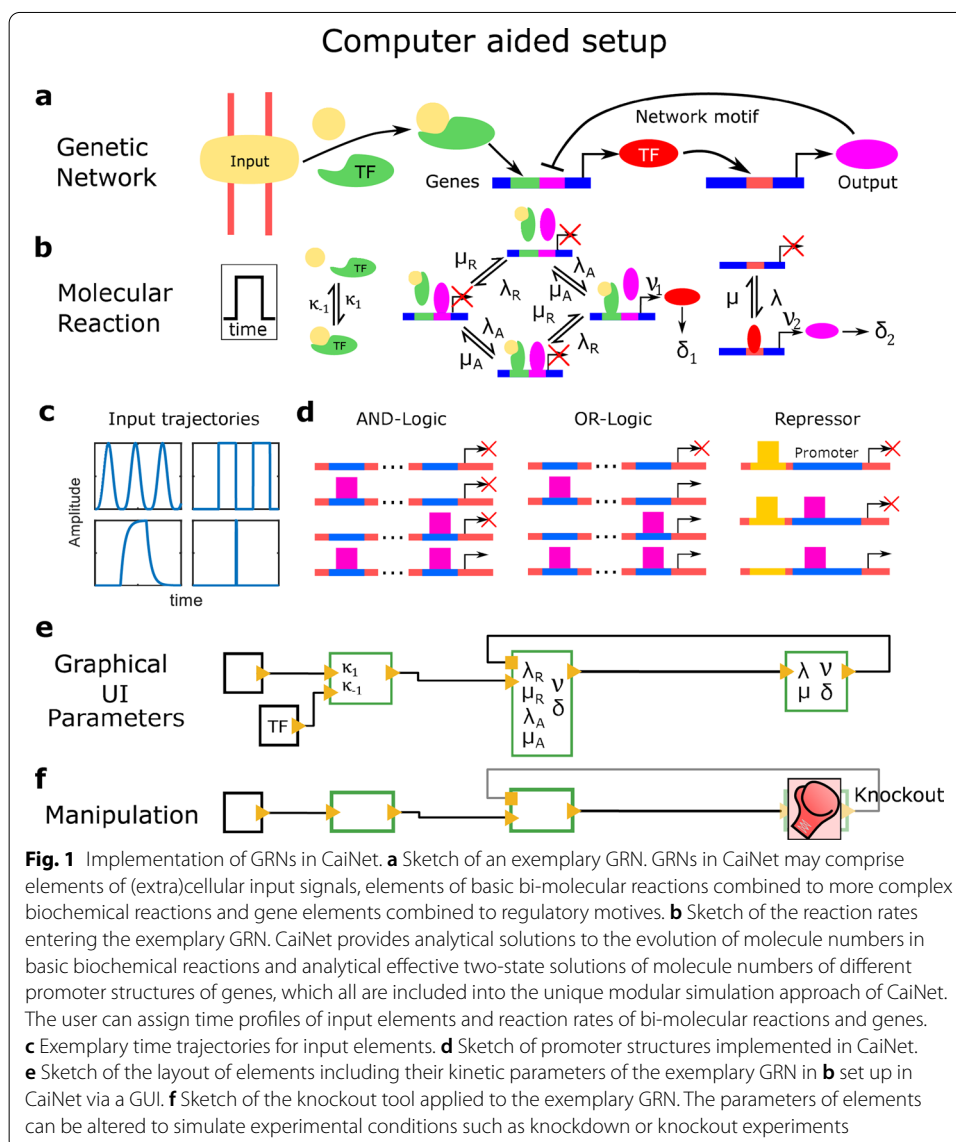 Computer aided setup
a
Genetic
Network
Input
TF
Genes
Network motif
TF
Output
b
Molecular
Reaction
time
TF
κ-1 κ1
TF
μR
λR
λA
μA
λA
μA
μR
λR
ν1
δ1
μ λ
ν2
δ2
c
Input trajectories
Amplitude
time
d
AND-Logic
OR-Logic
Repressor
Promoter
e
Graphical
UI
Parameters
TF
κ1
κ-1
λR
μR
λA
μA
ν
δ
λ ν
μ δ
f
Manipulation
Knockout
Fig. 1 Implementation of GRNs in CaiNet. a Sketch of an exemplary GRN. GRNs in CaiNet may comprise
elements of (extra)cellular input signals, elements of basic bi-molecular reactions combined to more complex
biochemical reactions and gene elements combined to regulatory motives. b Sketch of the reaction rates
entering the exemplary GRN. CaiNet provides analytical solutions to the evolution of molecule numbers in
basic biochemical reactions and analytical effective two-state solutions of molecule numbers of different
promoter structures of genes, which all are included into the unique modular simulation approach of CaiNet.
The user can assign time profiles of input elements and reaction rates of bi-molecular reactions and genes.
c Exemplary time trajectories for input elements. d Sketch of promoter structures implemented in CaiNet.
e Sketch of the layout of elements including their kinetic parameters of the exemplary GRN in b set up in
CaiNet via a GUI. f Sketch of the knockout tool applied to the exemplary GRN. The parameters of elements
can be altered to simulate experimental conditions such as knockdown or knockout experiments